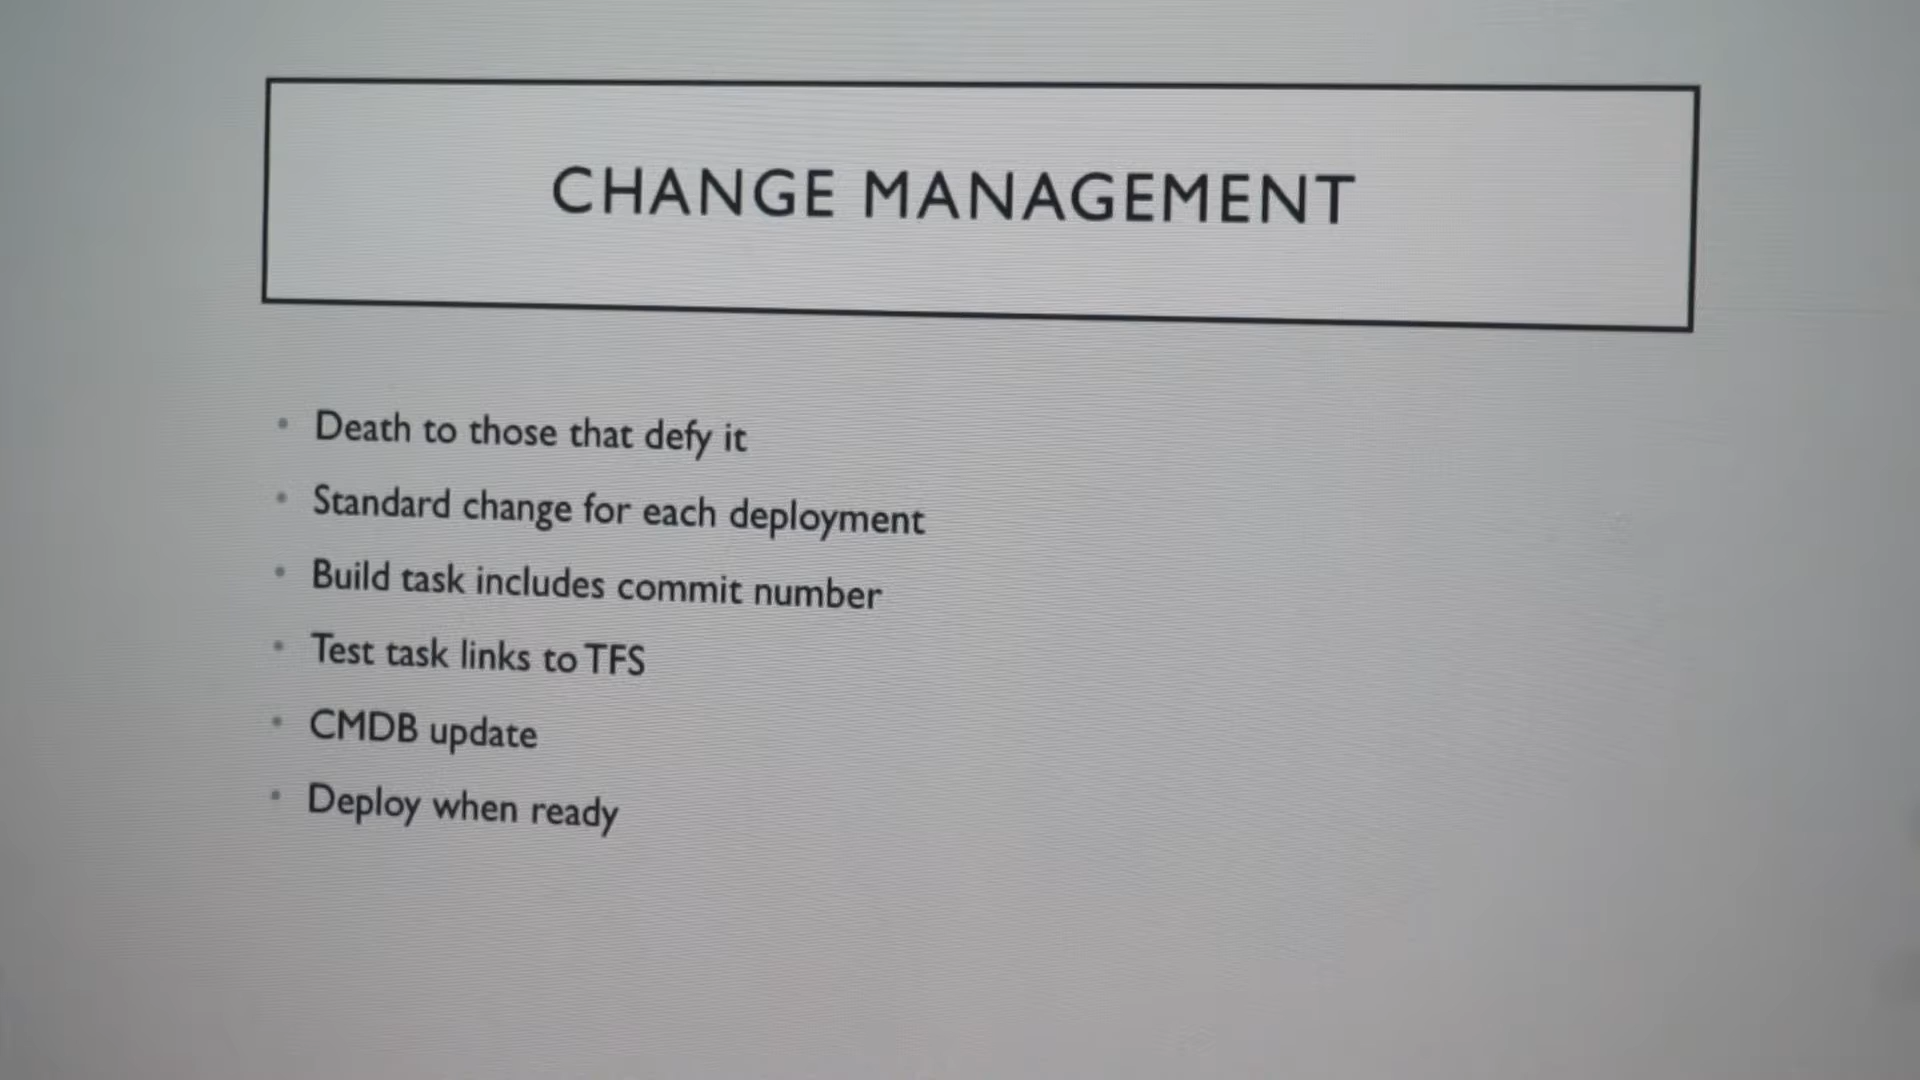 CHANGE MANAGEMENT
• Death to those that defy it
• Standard change for each deployment
• Build task includes commit number
• Test task links to TFS
• CMDB update
• Deploy when ready